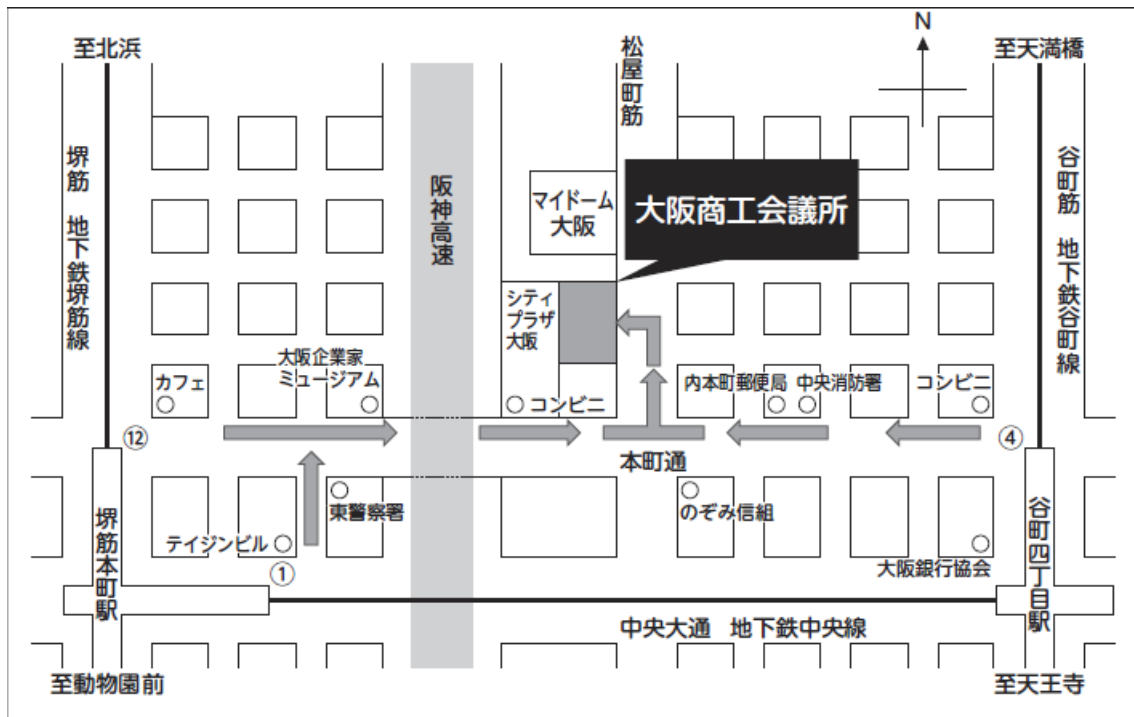 至北浜
松屋町筋
N
至天満橋
堺筋 地下鉄堺筋線
阪神高速
マイドーム
大阪
大阪商工会議所
谷町筋 地下鉄谷町線
シティ
プラザ
大阪
大阪企業家
ミュージアム
カフェ
コンビニ
内本町郵便局
中央消防署
コンビニ
⑫
④
本町通
堺筋本町駅
東警察署
テイジンビル
①
のぞみ信組
大阪銀行協会
谷町四丁目駅
中央大通 地下鉄中央線
至動物園前
至天王寺